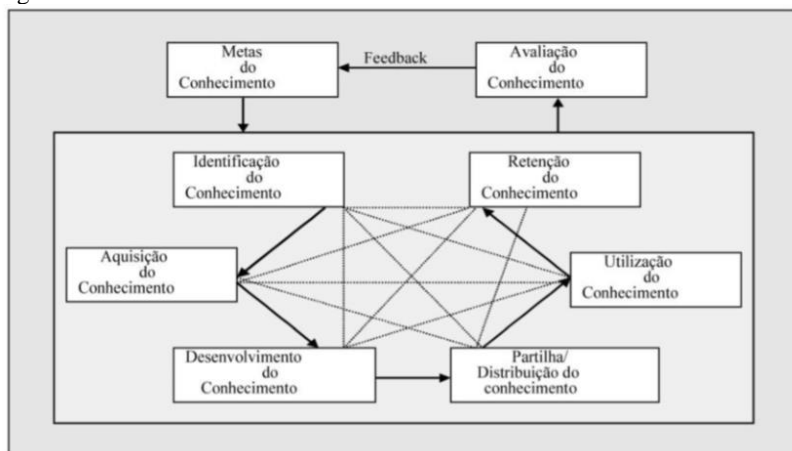 Metas
do
Conhecimento
Feedback
Avaliação
do
Conhecimento
Identificação
do
Conhecimento
Retenção
do
Conhecimento
Aquisição
do
Conhecimento
Utilização
do
Conhecimento
Desenvolvimento
do
Conhecimento
Partilha/
Distribuição do
conhecimento